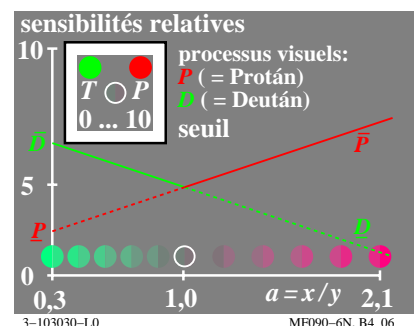 sensibilités relatives
10
processus visuels:
P ( = Protán)
D ( = Deután)
T P
0 ... 10
seuil
D̅
P̅
5
P̲
D̲
0
0,3 1,0 a = x / y 2,1
3–103030–L0 MF090–6N, B4_06